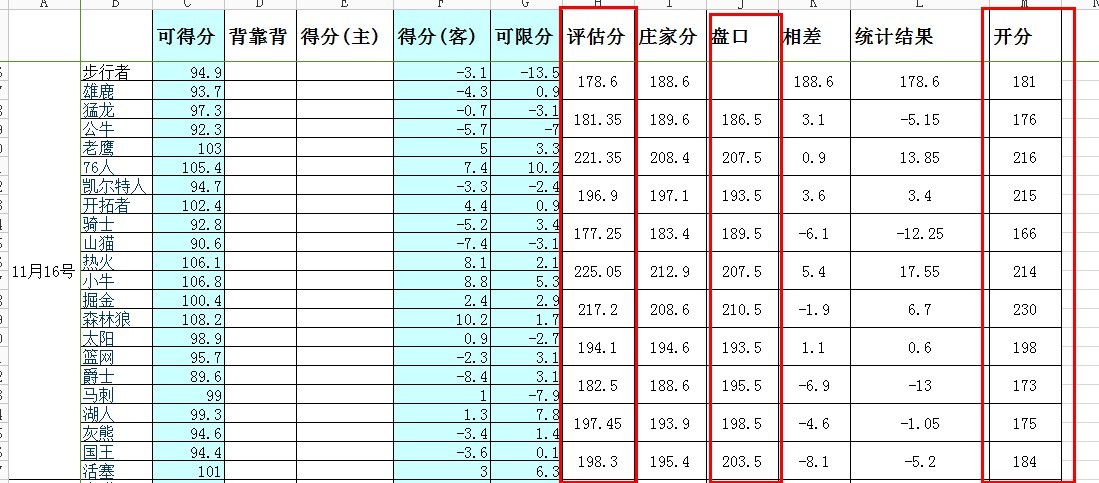 A B C D E F G H I J K L M
可得分 背靠背 得分(主) 得分(客) 可限分 评估分 庄家分 盘口 相差 统计结果 开分
步行者 94.9 -3.1 -13.5 178.6 188.6 188.6 178.6 181
雄鹿 93.7 -4.3 0.9
猛龙 97.3 -0.7 -3.1 181.35 189.6 186.5 3.1 -5.15 176
公牛 92.3 -5.7 -7
老鹰 103 5 3.3 221.35 208.4 207.5 0.9 13.85 216
76人 105.4 7.4 10.2
凯尔特人 94.7 -3.3 -2.4 196.9 197.1 193.5 3.6 3.4 215
开拓者 102.4 4.4 0.9
骑士 92.8 -5.2 3.4 177.25 183.4 189.5 -6.1 -12.25 166
山猫 90.6 -7.4 -3.1
11月16号 热火 106.1 8.1 2.1 225.05 212.9 207.5 5.4 17.55 214
小牛 106.8 8.8 5.3
掘金 100.4 2.4 2.9 217.2 208.6 210.5 -1.9 6.7 230
森林狼 108.2 10.2 1.7
太阳 98.9 0.9 -2.7 194.1 194.6 193.5 1.1 0.6 198
篮网 95.7 -2.3 3.1
爵士 89.6 -8.4 3.1 182.5 188.6 195.5 -6.9 -13 173
马刺 99 1 -7.9
湖人 99.3 1.3 7.8 197.45 193.9 198.5 -4.6 -1.05 175
灰熊 94.6 -3.4 1.4
国王 94.4 -3.6 0.1 198.3 195.4 203.5 -8.1 -5.2 184
活塞 101 3 6.3